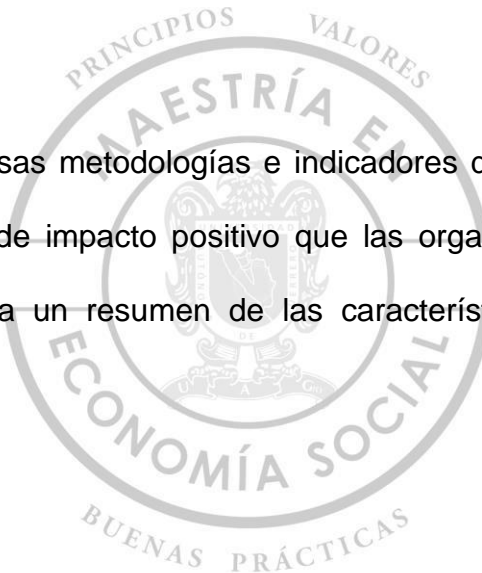 PRINCIPIOS VALORES
MAESTRÍA EN
sas metodologías e indicadores
de impacto positivo que las orga
a un resumen de las caracterís
ECONOMÍA SOCIAL
BUENAS PRÁCTICAS